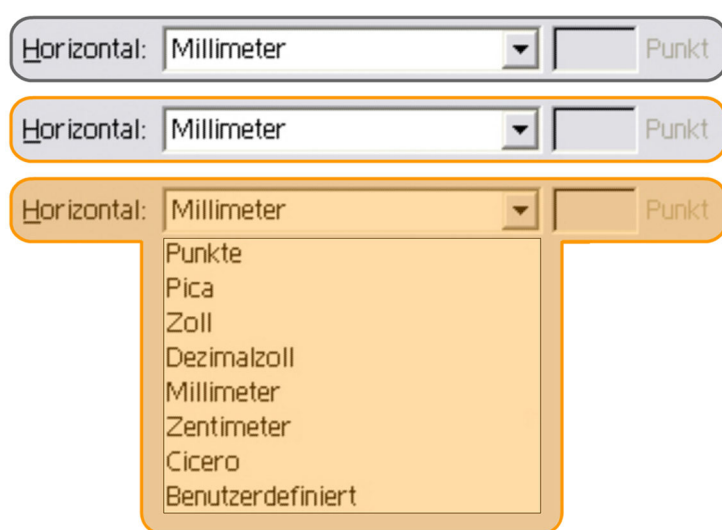 Horizontal: Millimeter Punkt
Horizontal: Millimeter Punkt
Horizontal: Millimeter Punkt
Punkte
Pica
Zoll
Dezimalzoll
Millimeter
Zentimeter
Cicero
Benutzerdefiniert